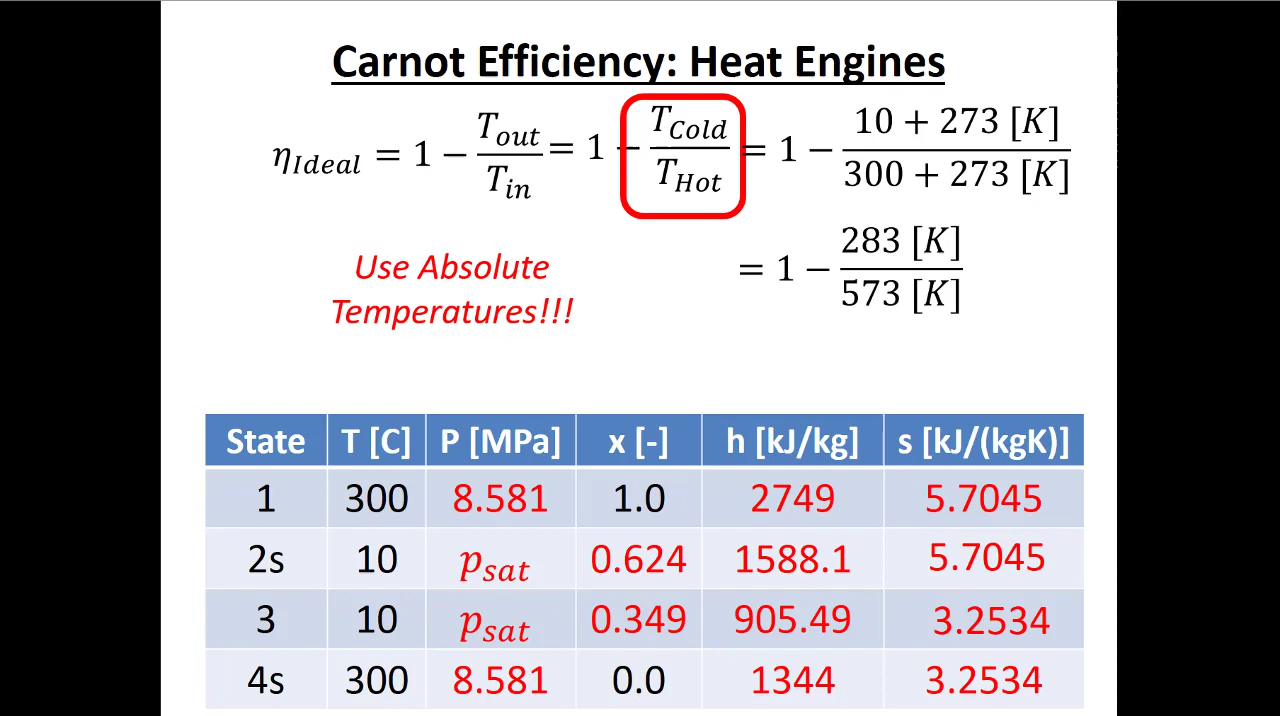 Carnot Efficiency: Heat Engines
η_Ideal = 1 − T_out/T_in = 1 − T_Cold/T_Hot = 1 − (10 + 273 [K])/(300 + 273 [K])
= 1 − 283 [K]/573 [K]
Use Absolute
Temperatures!!!
State T [C] P [MPa] x [-] h [kJ/kg] s [kJ/(kgK)]
1 300 8.581 1.0 2749 5.7045
2s 10 p_sat 0.624 1588.1 5.7045
3 10 p_sat 0.349 905.49 3.2534
4s 300 8.581 0.0 1344 3.2534